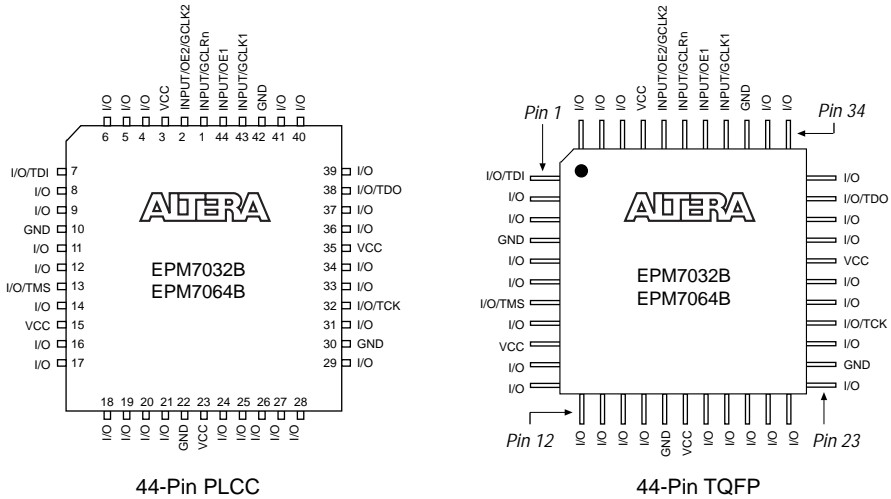 I/O
I/O
I/O
VCC
INPUT/OE2/GCLK2
INPUT/GCLRn
INPUT/OE1
INPUT/GCLK1
GND
I/O
I/O
6 5 4 3 2 1 44 43 42 41 40
I/O/TDI 7
I/O 8
I/O 9
GND 10
I/O 11
I/O 12
I/O/TMS 13
I/O 14
VCC 15
I/O 16
I/O 17
ALTERA
EPM7032B
EPM7064B
39 I/O
38 I/O/TDO
37 I/O
36 I/O
35 VCC
34 I/O
33 I/O
32 I/O/TCK
31 I/O
30 GND
29 I/O
18 19 20 21 22 23 24 25 26 27 28
I/O
I/O
I/O
I/O
GND
VCC
I/O
I/O
I/O
I/O
I/O
44-Pin PLCC
I/O
I/O
I/O
VCC
INPUT/OE2/GCLK2
INPUT/GCLRn
INPUT/OE1
INPUT/GCLK1
GND
I/O
I/O
Pin 1
Pin 34
I/O/TDI
I/O
I/O
GND
I/O
I/O
I/O/TMS
I/O
VCC
I/O
I/O
ALTERA
EPM7032B
EPM7064B
I/O
I/O/TDO
I/O
I/O
VCC
I/O
I/O
I/O/TCK
I/O
GND
I/O
Pin 12
Pin 23
I/O
I/O
I/O
I/O
GND
VCC
I/O
I/O
I/O
I/O
I/O
44-Pin TQFP